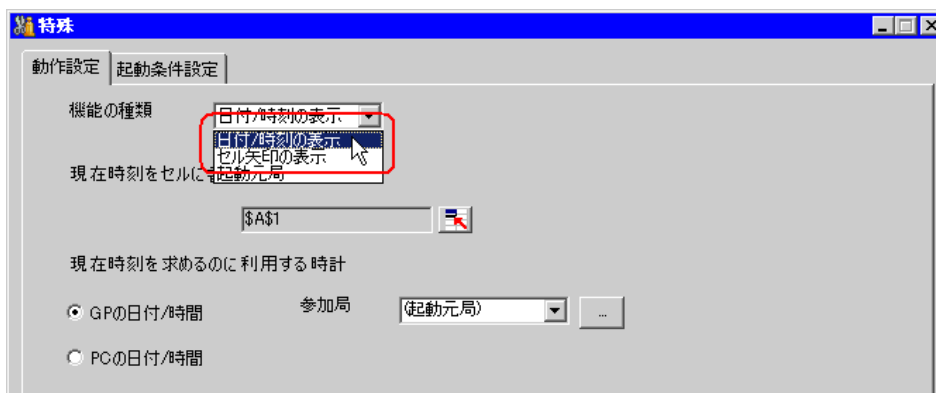 特殊
動作設定 起動条件設定
機能の種類 日付/時刻の表示
日付/時刻の表示
セル矢印の表示
現在時刻をセルに 起動元局
$A$1
現在時刻を求めるのに利用する時計
GPの日付/時間 参加局 (起動元局) ...
PCの日付/時間